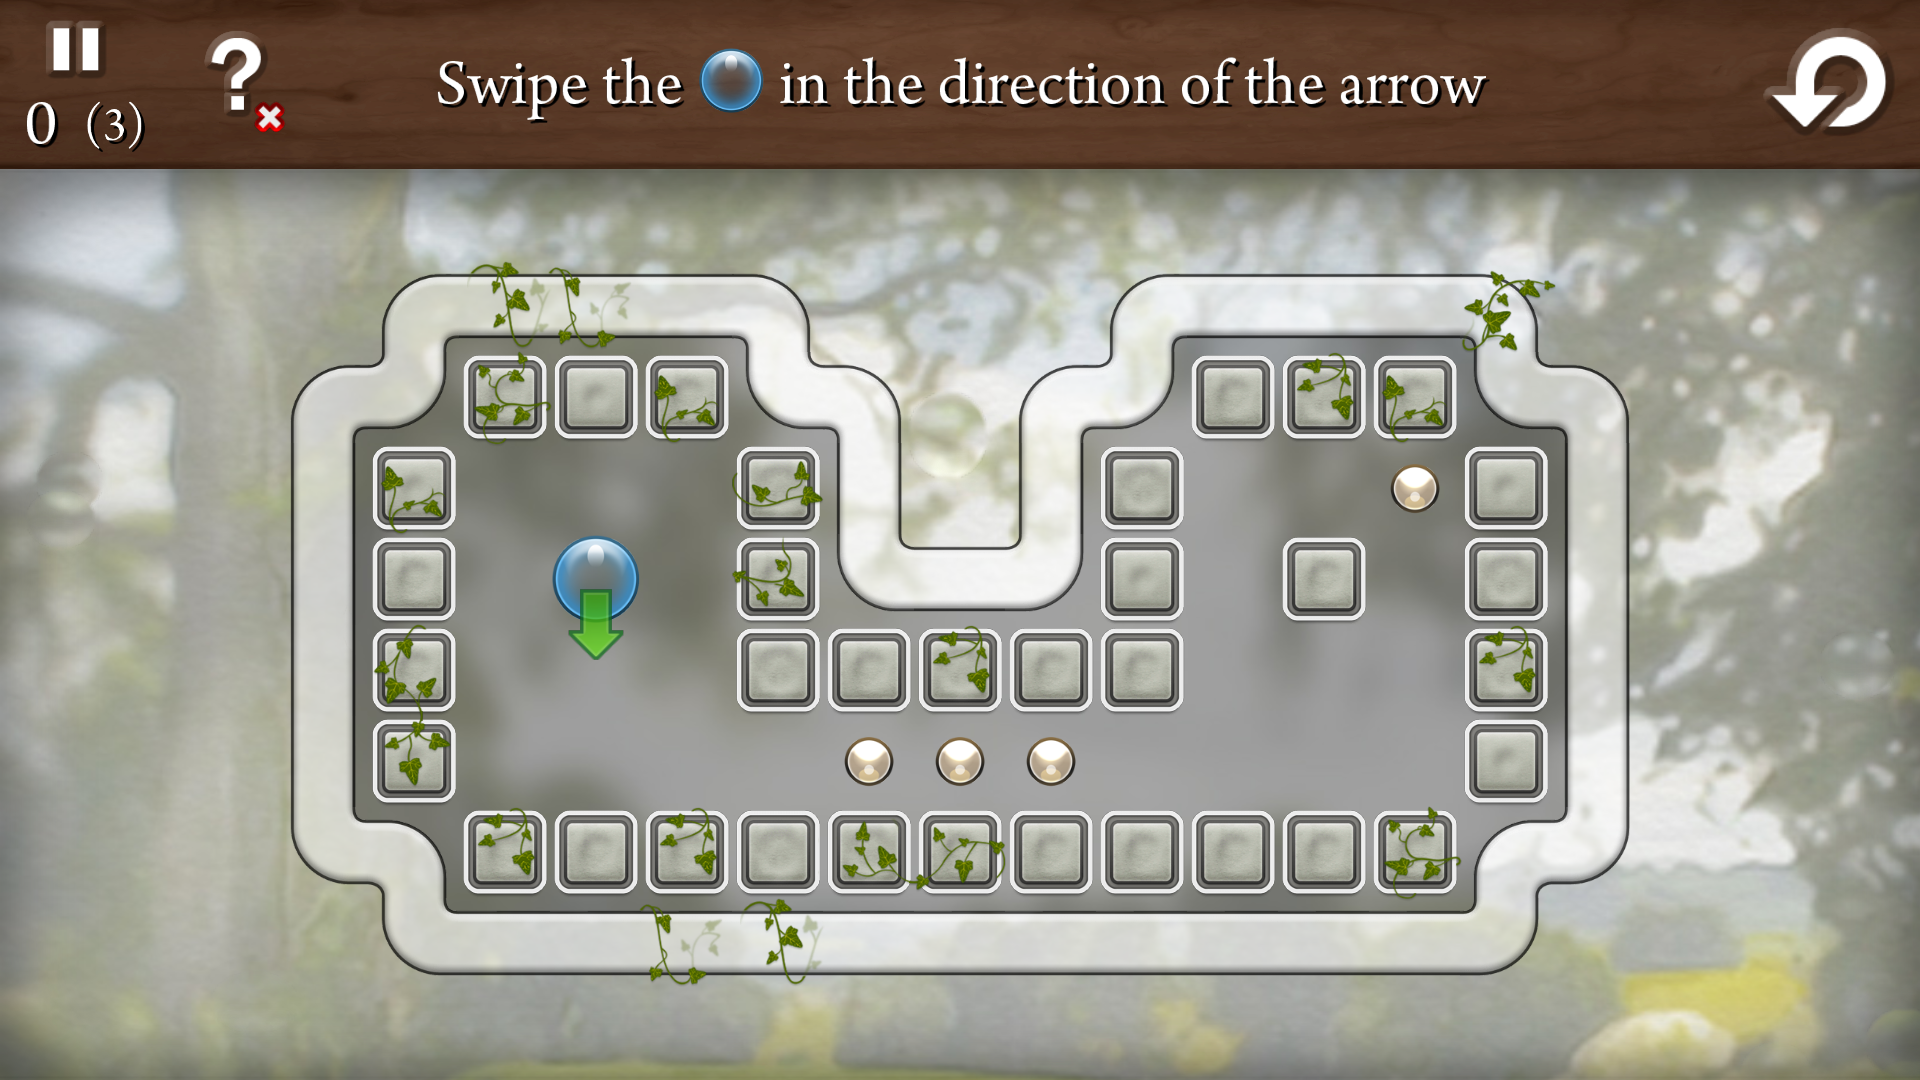 Swipe the in the direction of the arrow
?
0 (3)